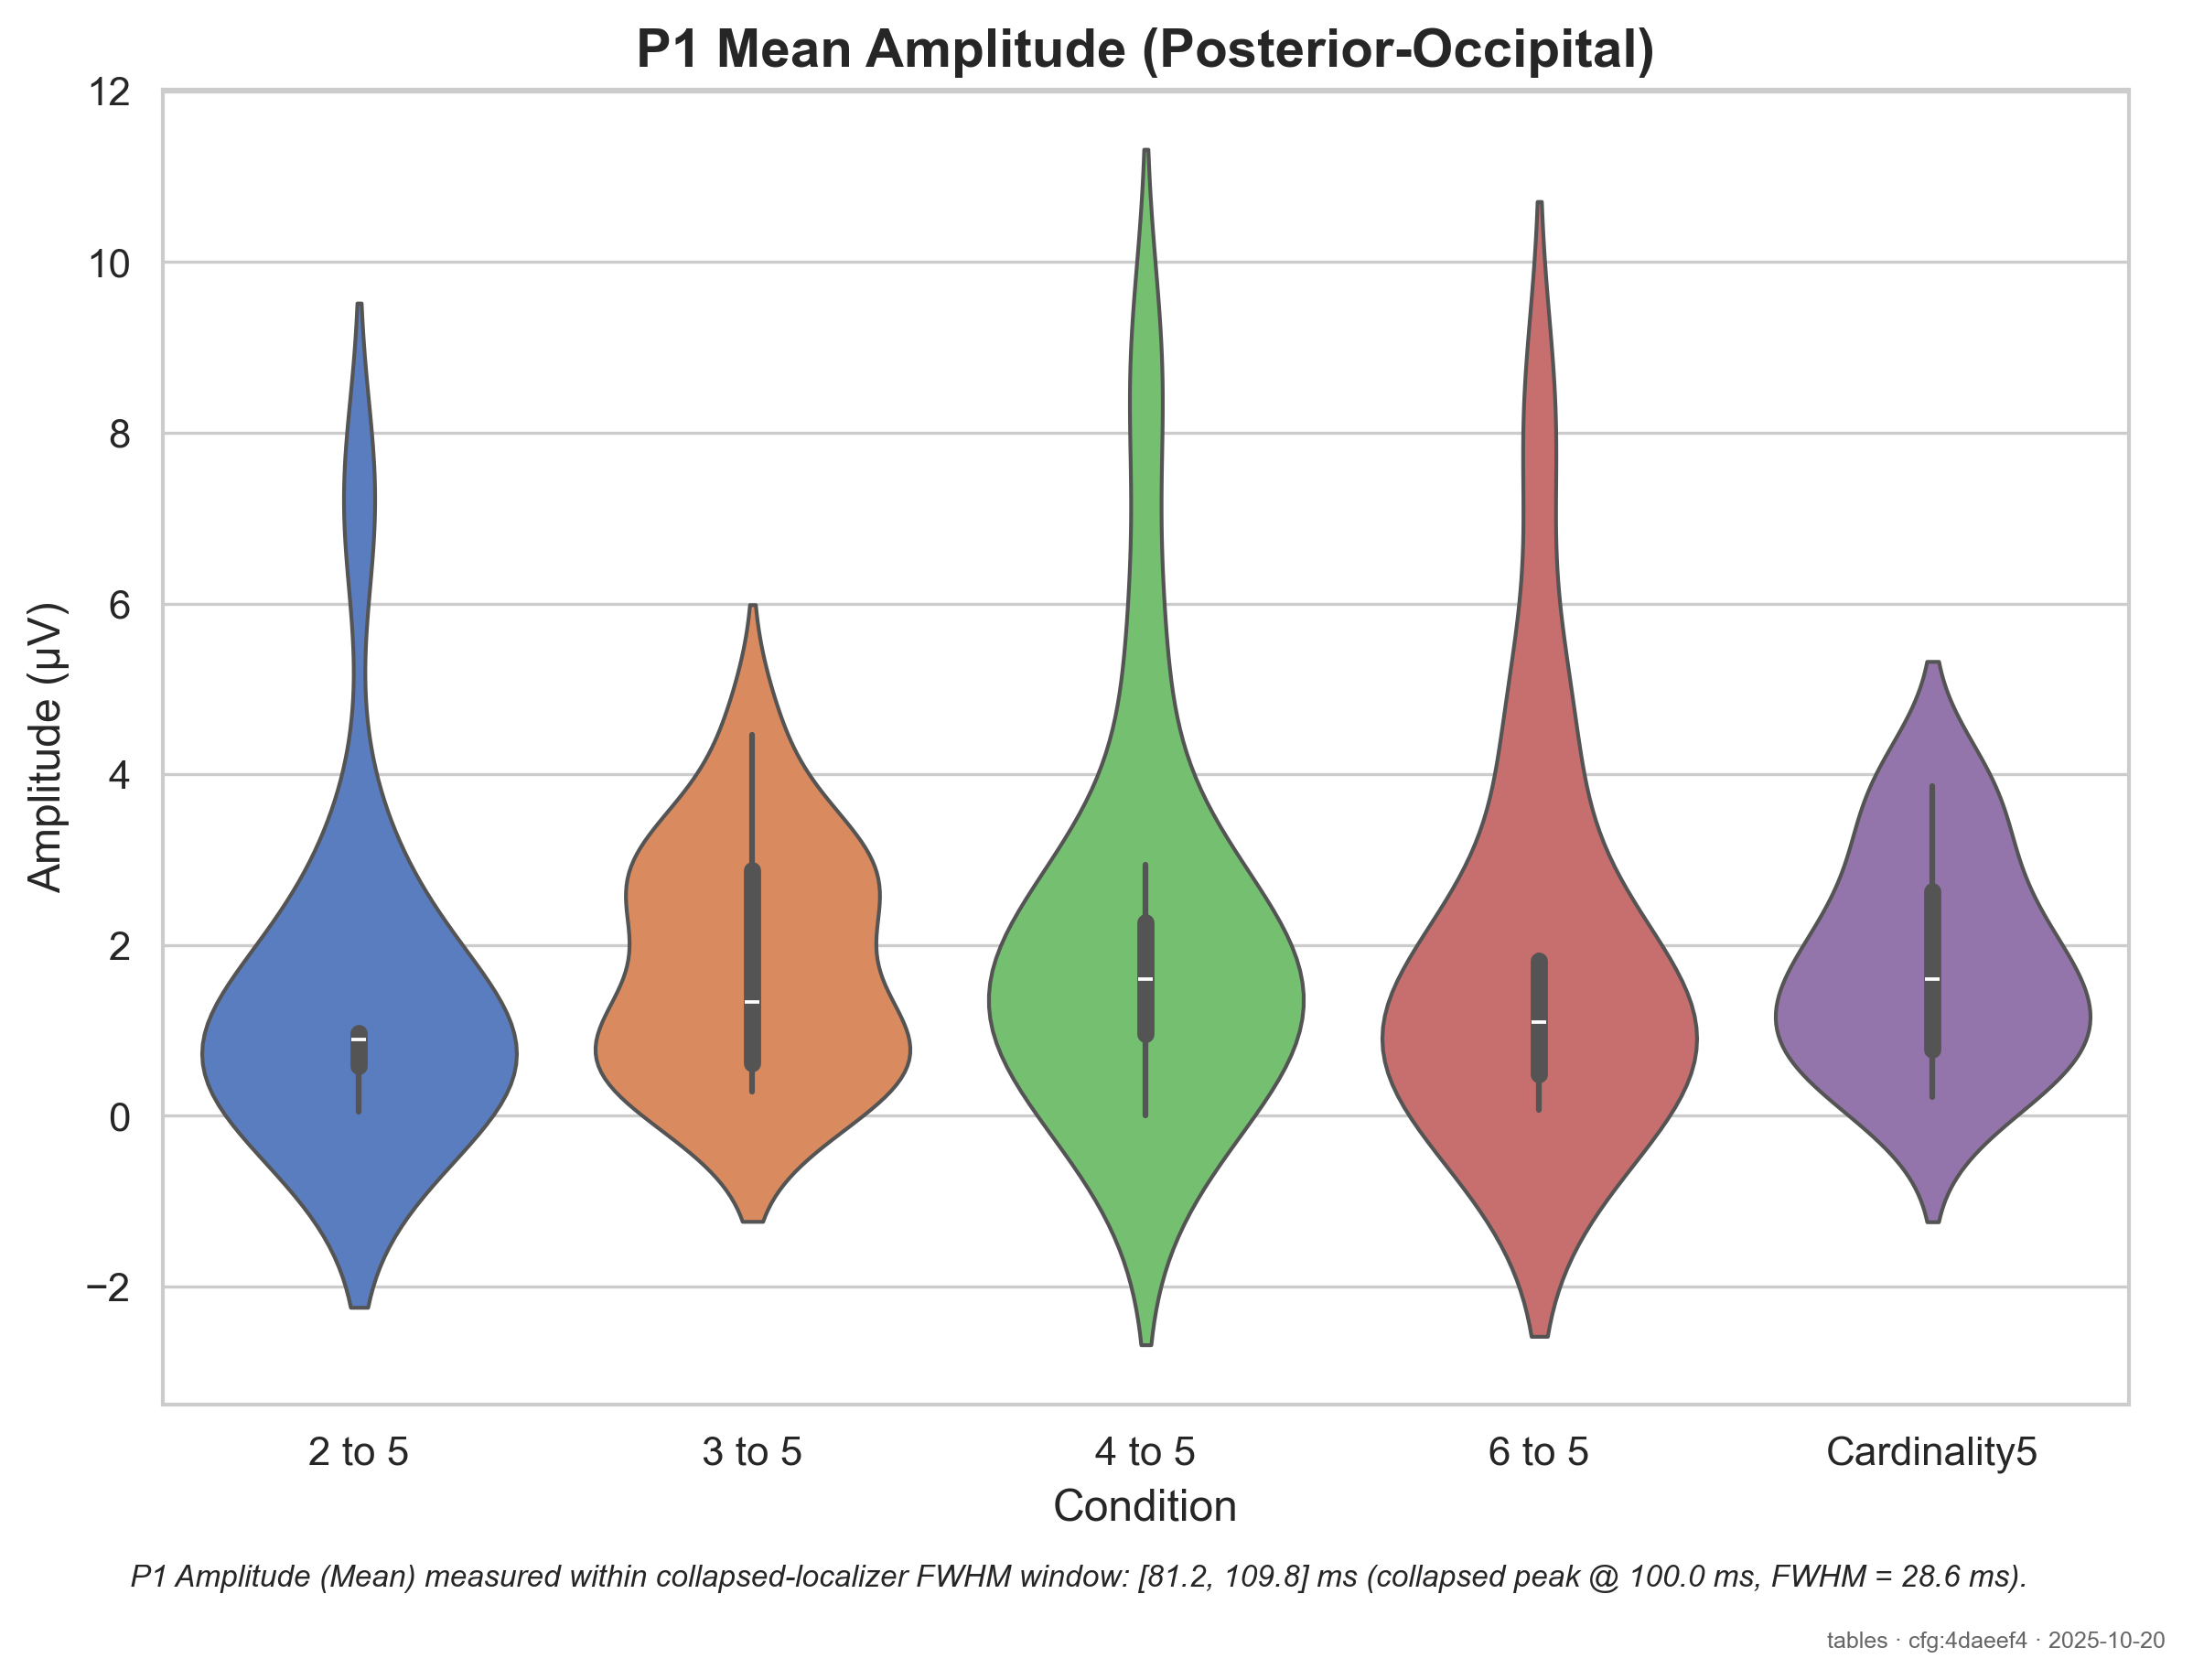 P1 Mean Amplitude (Posterior-Occipital)
12
10
8
6
4
2
0
−2
Amplitude (µV)
2 to 5
3 to 5
4 to 5
6 to 5
Cardinality5
Condition
P1 Amplitude (Mean) measured within collapsed-localizer FWHM window: [81.2, 109.8] ms (collapsed peak @ 100.0 ms, FWHM = 28.6 ms).
tables · cfg:4daeef4 · 2025-10-20